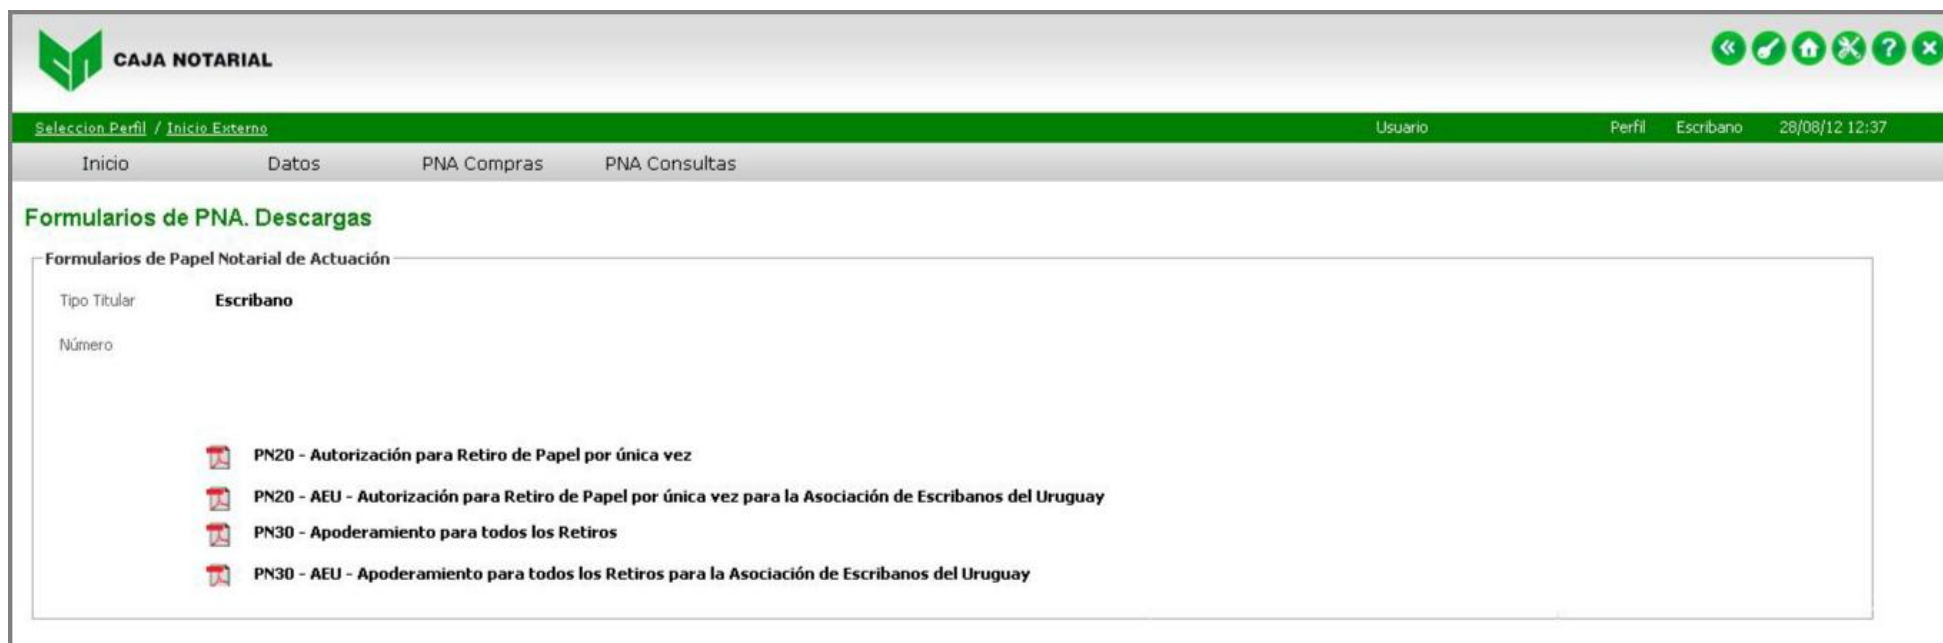 CAJA NOTARIAL
Seleccion Perfil / Inicio Externo Usuario Perfil Escribano 28/08/12 12:37
Inicio Datos PNA Compras PNA Consultas
Formularios de PNA. Descargas
Formularios de Papel Notarial de Actuación
Tipo Titular Escribano
Número
PN20 - Autorización para Retiro de Papel por única vez
PN20 - AEU - Autorización para Retiro de Papel por única vez para la Asociación de Escribanos del Uruguay
PN30 - Apoderamiento para todos los Retiros
PN30 - AEU - Apoderamiento para todos los Retiros para la Asociación de Escribanos del Uruguay